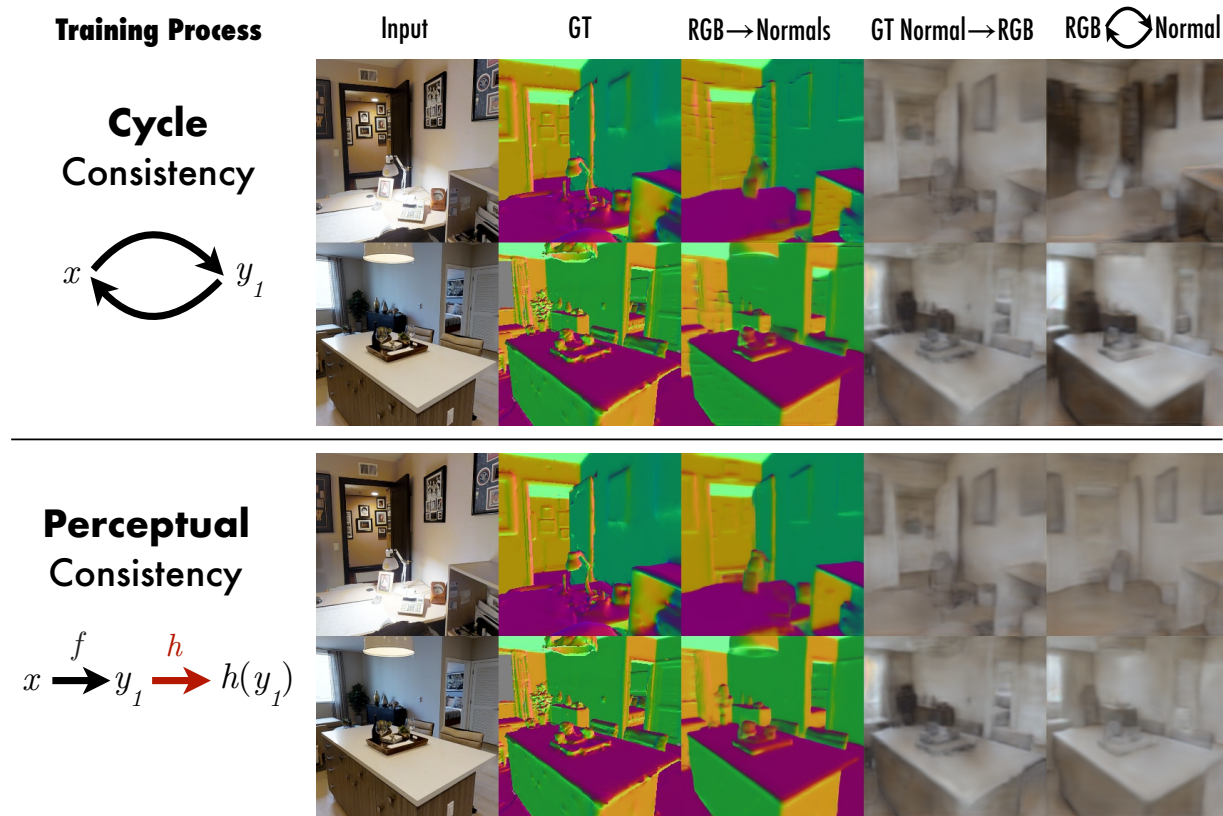 Training Process Input GT RGB→Normals GT Normal→RGB RGB Normal
Cycle
Consistency
x y₁
Perceptual
Consistency
f h
x y₁ h(y₁)